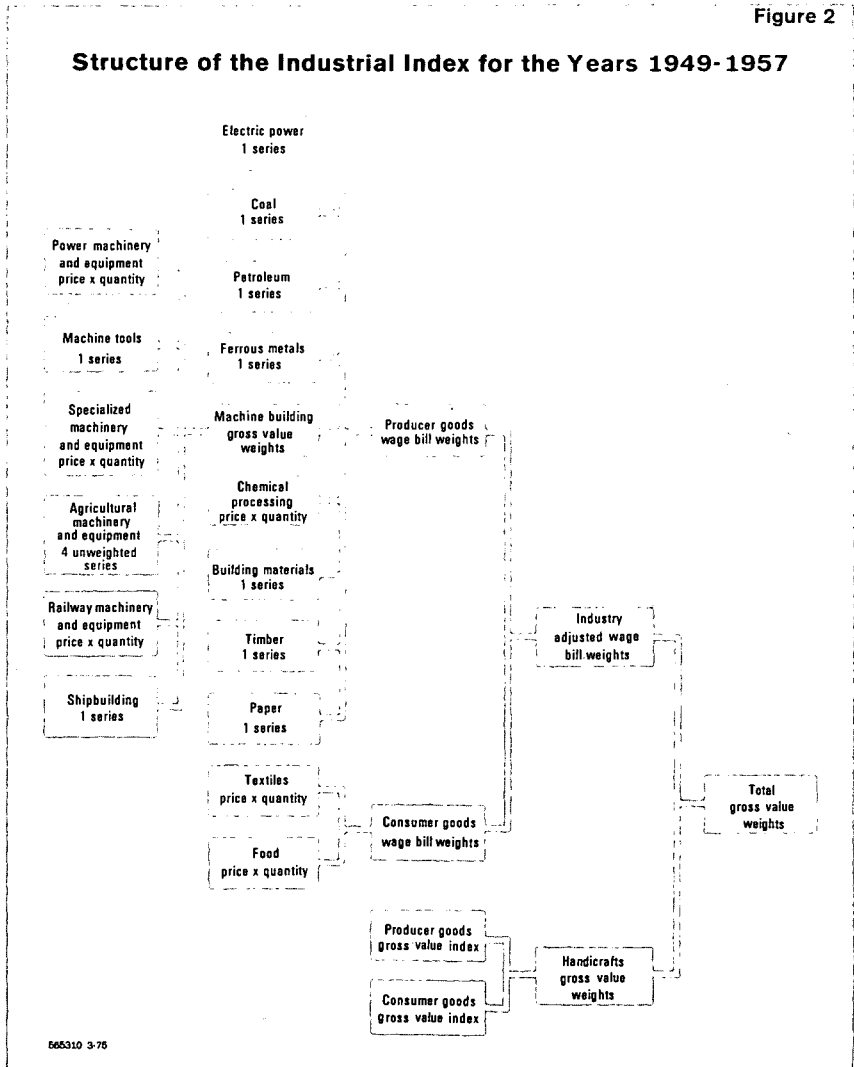 Figure 2
Structure of the Industrial Index for the Years 1949-1957
Electric power
1 series
Coal
1 series
Power machinery
and equipment
price x quantity
Petroleum
1 series
Machine tools
1 series
Ferrous metals
1 series
Specialized
machinery
and equipment
price x quantity
Machine building
gross value
weights
Producer goods
wage bill weights
Agricultural
machinery
and equipment
4 unweighted
series
Chemical
processing
price x quantity
Building materials
1 series
Railway machinery
and equipment
price x quantity
Timber
1 series
Industry
adjusted wage
bill weights
Shipbuilding
1 series
Paper
1 series
Textiles
price x quantity
Consumer goods
wage bill weights
Total
gross value
weights
Food
price x quantity
Producer goods
gross value index
Handicrafts
gross value
weights
Consumer goods
gross value index
565310 3-75